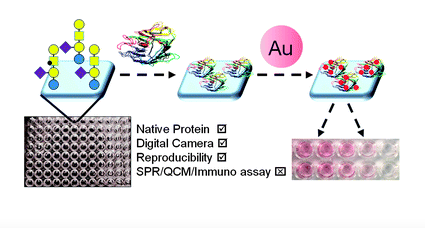 Au
Native Protein ☑
Digital Camera ☑
Reproducibility ☑
SPR/QCM/Immuno assay ☒